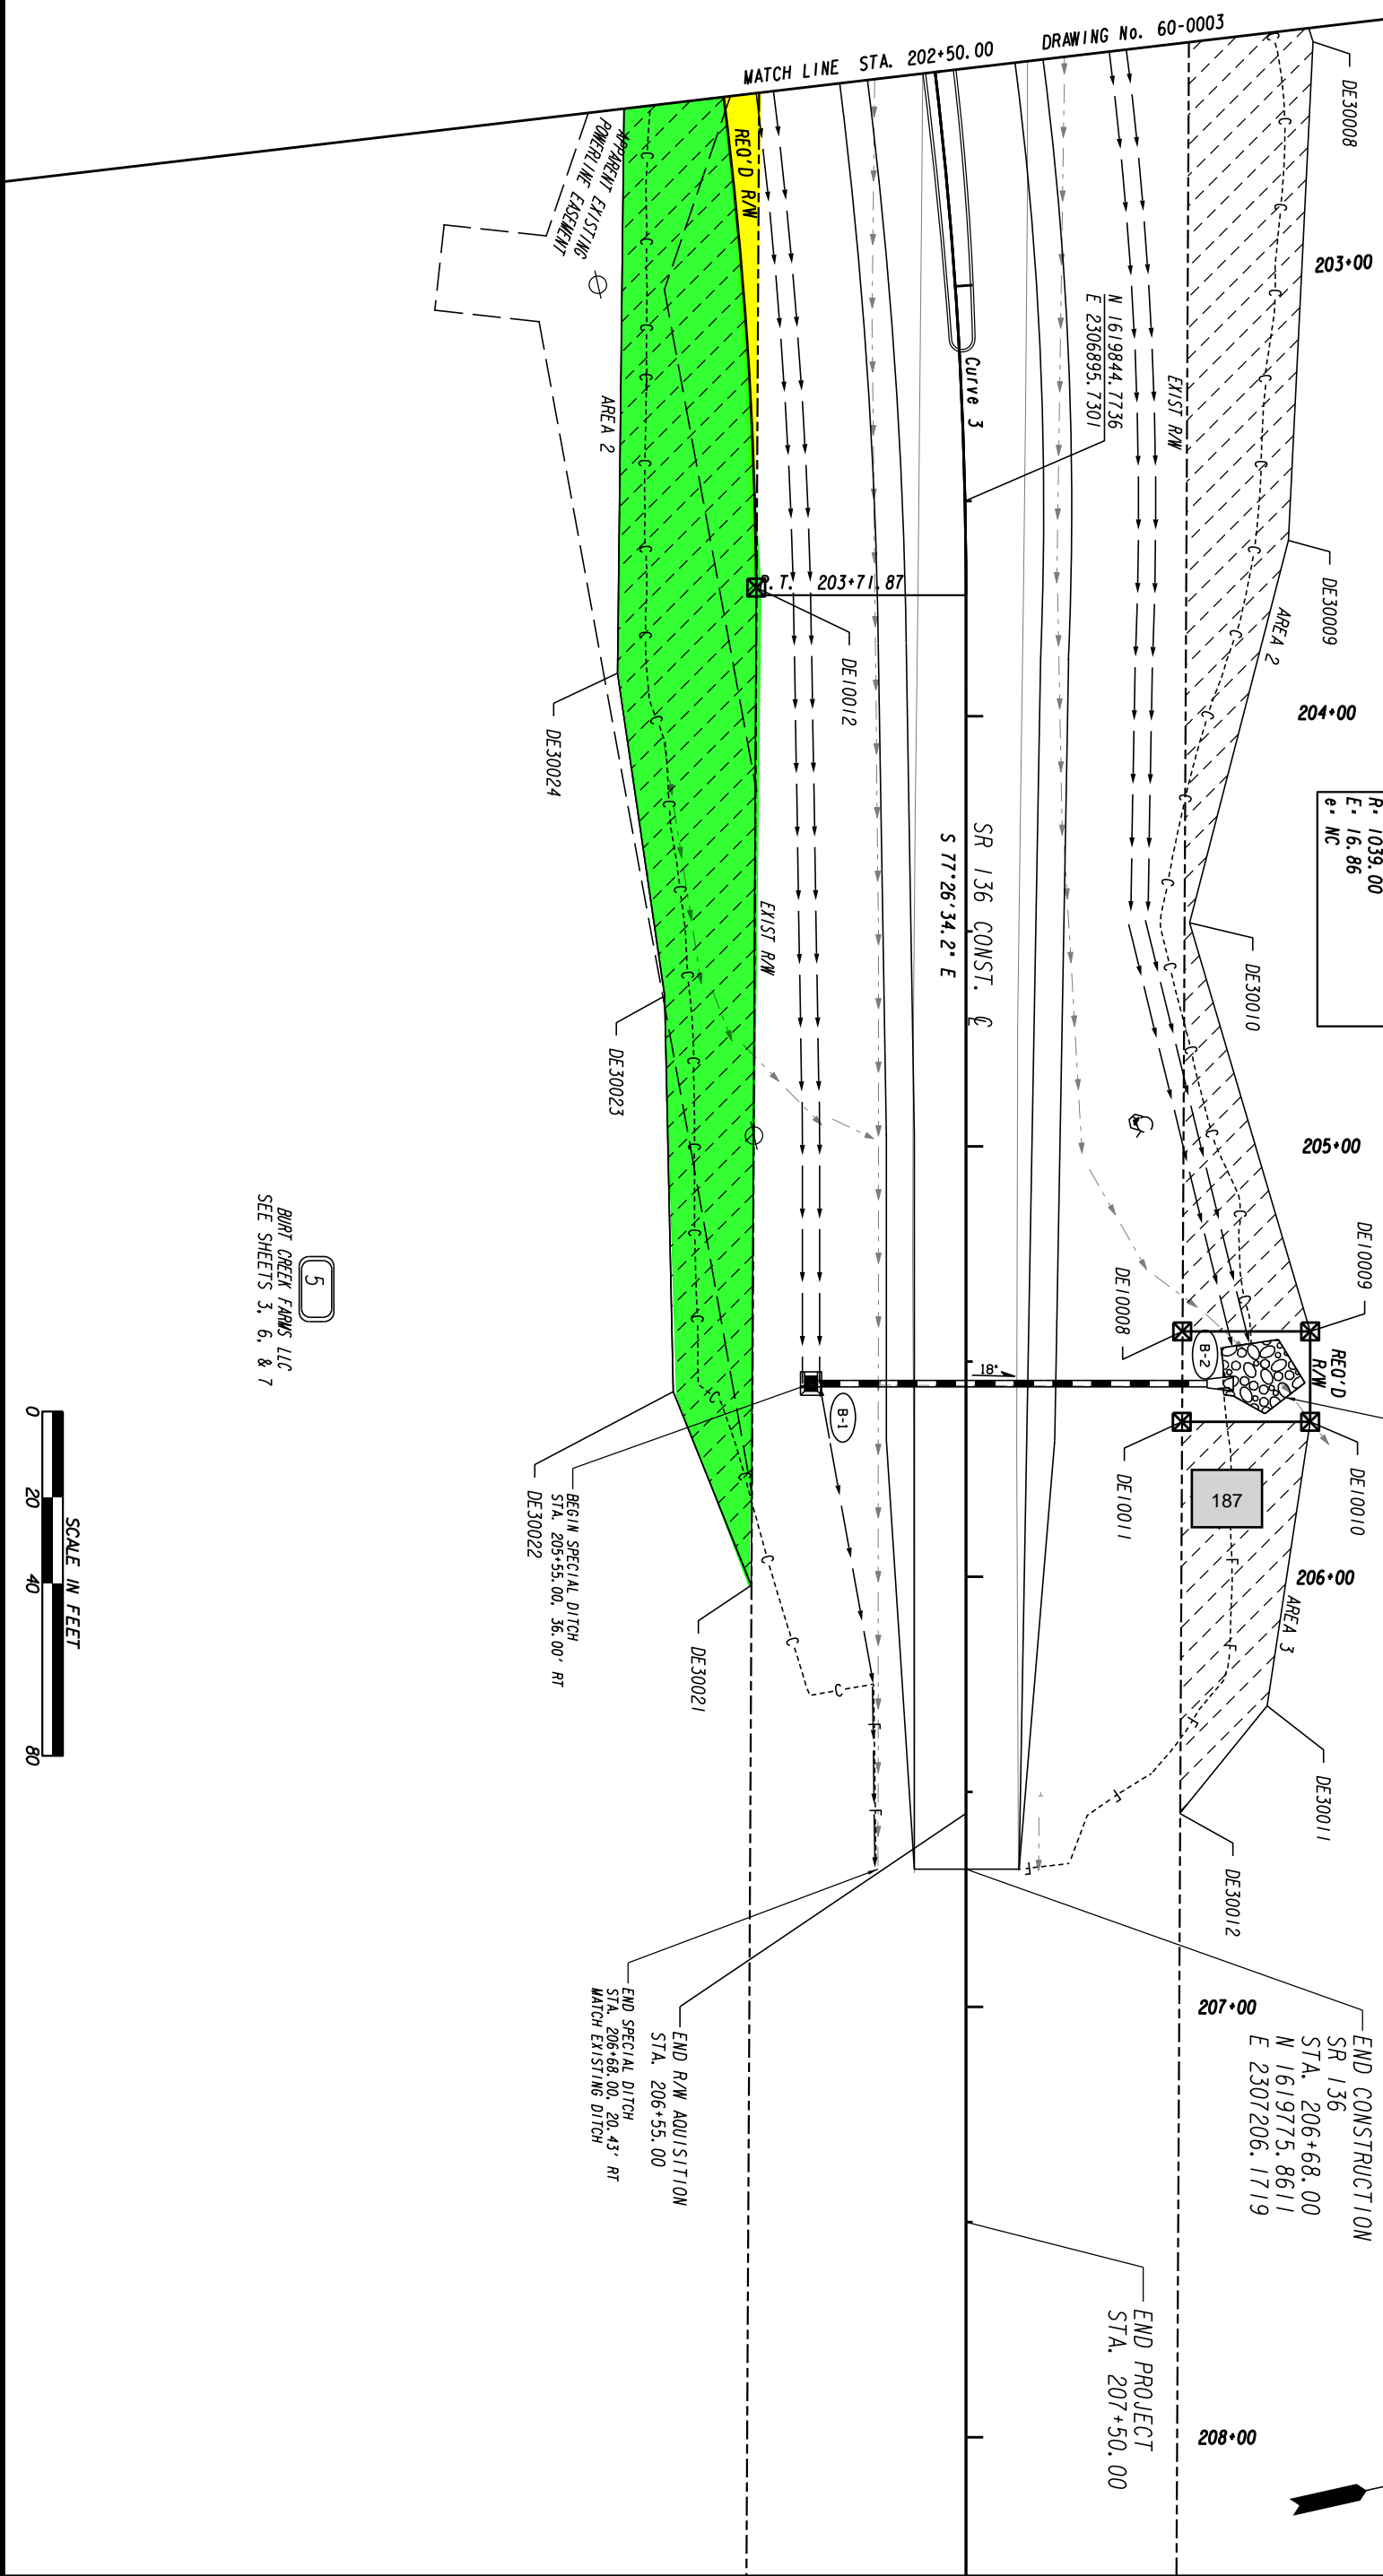 MATCH LINE STA. 202+50.00 DRAWING No. 60-0003
DE30008
203+00
REQ'D R/W
APPARENT EXISTING
POWERLINE EASEMENT
N 1619844.7736
E 2306895.7301
Curve 3
EXIST R/W
AREA 2
P.T. 203+71.87
DE10012
DE30009
AREA 2
204+00
DE30024
R= 1039.00
E= 16.86
e= NC
SR 136 CONST. ℄
S 77°26'34.2" E
EXIST R/W
DE30010
DE30023
205+00
5
BURT CREEK FARMS LLC
SEE SHEETS 3, 6, & 7
DE10009
DE10008
REQ'D
R/W
B-2
18"
B-1
DE10010
DE10011
187
206+00
AREA 3
BEGIN SPECIAL DITCH
STA. 205+55.00, 36.00' RT
DE30022
DE30021
DE30011
DE30012
0 20 40 80
SCALE IN FEET
END SPECIAL DITCH
STA. 206+68.00, 20.43' RT
MATCH EXISTING DITCH
END R/W AQUISITION
STA. 206+55.00
207+00
END CONSTRUCTION
SR 136
STA. 206+68.00
N 1619775.8611
E 2307206.1719
END PROJECT
STA. 207+50.00
208+00